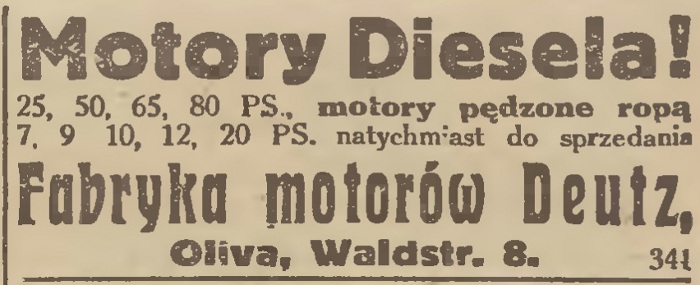 Motory Diesela!
25, 50, 65, 80 PS., motory pędzone ropą
7, 9 10, 12, 20 PS. natychmiast do sprzedania
Fabryka motorów Deutz,
Oliva, Waldstr. 8. 341